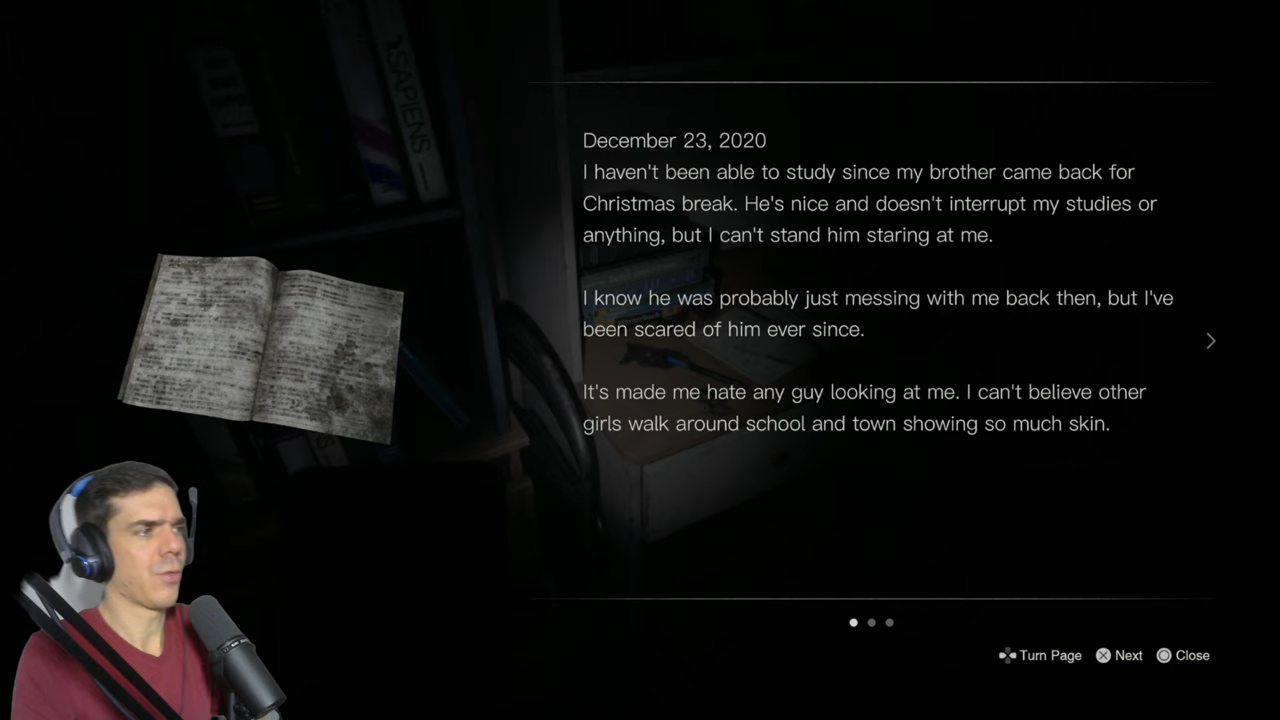 SAPIENS
December 23, 2020
I haven't been able to study since my brother came back for
Christmas break. He's nice and doesn't interrupt my studies or
anything, but I can't stand him staring at me.
I know he was probably just messing with me back then, but I've
been scared of him ever since.
It's made me hate any guy looking at me. I can't believe other
girls walk around school and town showing so much skin.
Turn Page Next Close